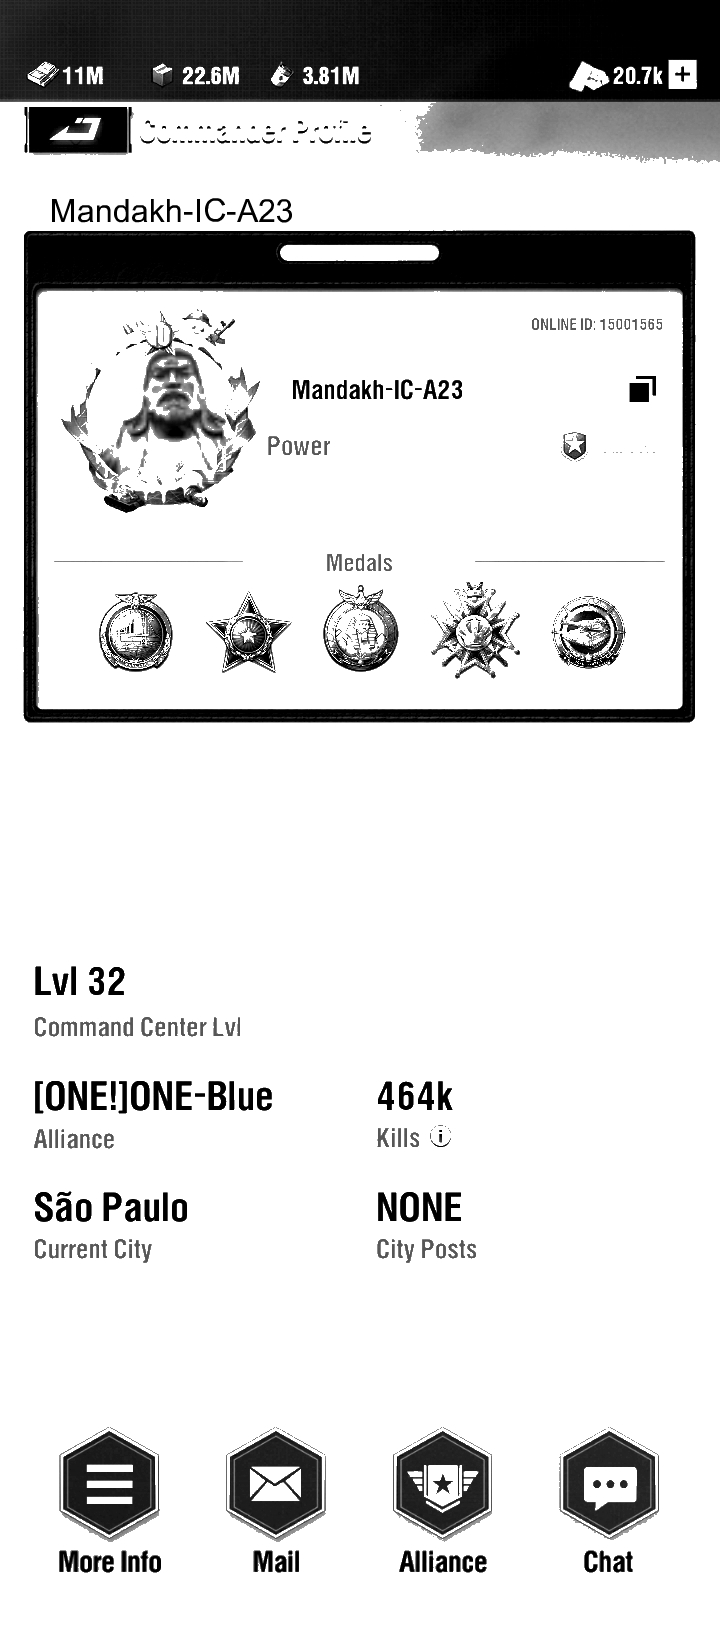 11M 22.6M 3.81M 20.7k +
Commander Profile
Mandakh-IC-A23
ONLINE ID: 15001565
Mandakh-IC-A23
Power
Medals
Lvl 32
Command Center Lvl
[ONE!]ONE-Blue 464k
Alliance Kills
São Paulo NONE
Current City City Posts
More Info Mail Alliance Chat